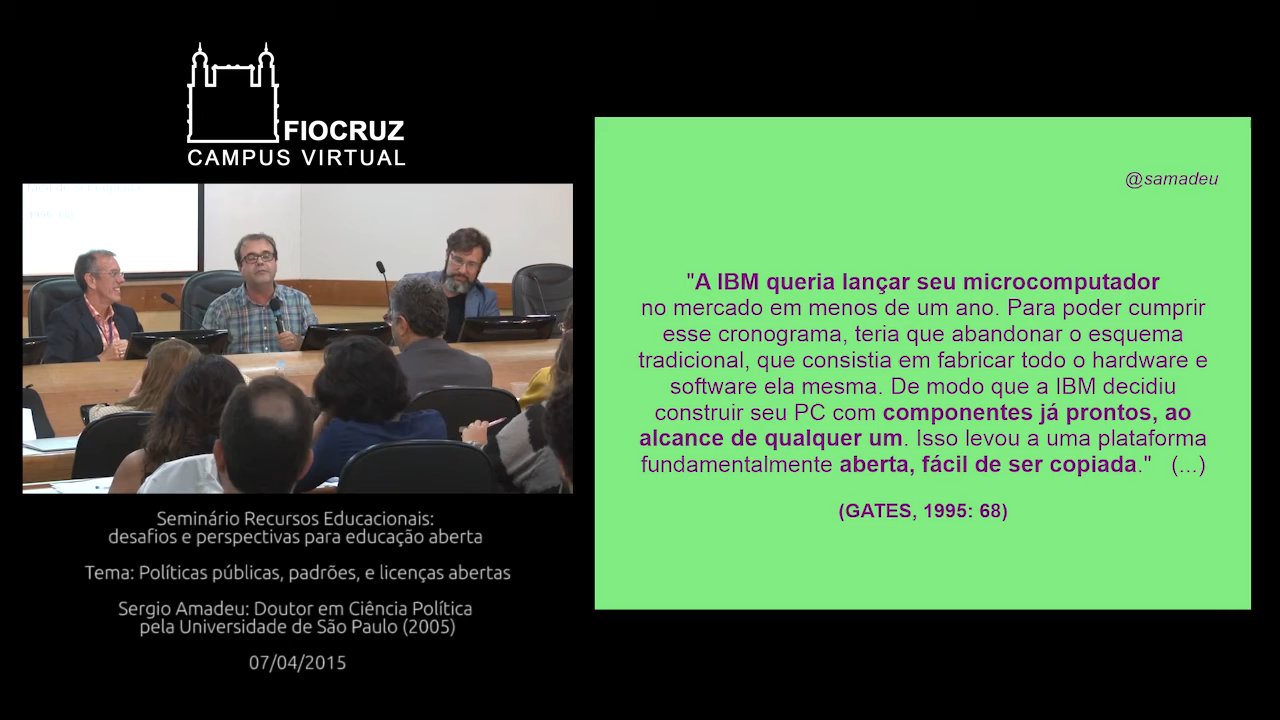 FIOCRUZ
CAMPUS VIRTUAL
Seminário Recursos Educacionais:
desafios e perspectivas para educação aberta
Tema: Políticas públicas, padrões, e licenças abertas
Sergio Amadeu: Doutor em Ciência Política
pela Universidade de São Paulo (2005)
07/04/2015
@samadeu
"A IBM queria lançar seu microcomputador
no mercado em menos de um ano. Para poder cumprir
esse cronograma, teria que abandonar o esquema
tradicional, que consistia em fabricar todo o hardware e
software ela mesma. De modo que a IBM decidiu
construir seu PC com componentes já prontos, ao
alcance de qualquer um. Isso levou a uma plataforma
fundamentalmente aberta, fácil de ser copiada." (...)
(GATES, 1995: 68)